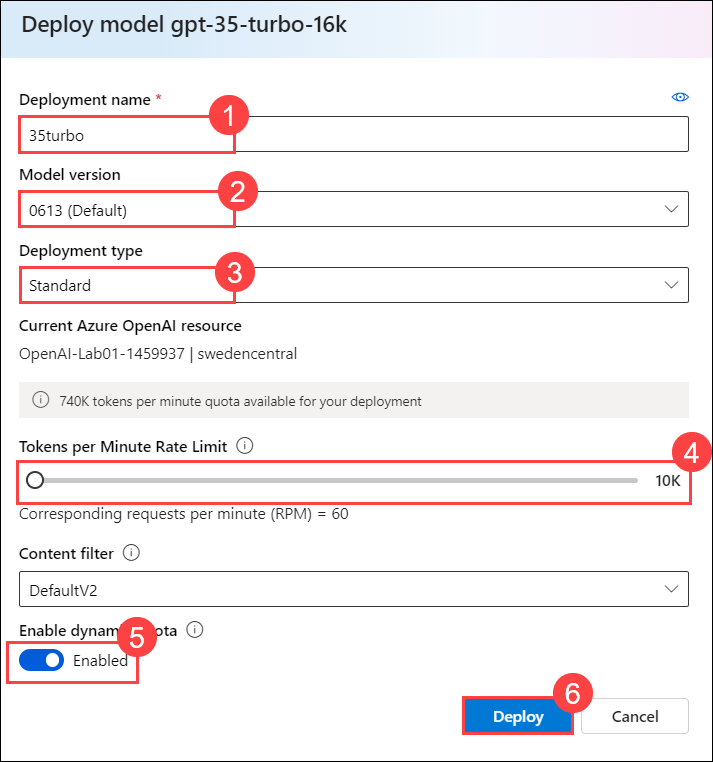 Deploy model gpt-35-turbo-16k
Deployment name *
1
35turbo
Model version
2
0613 (Default)
Deployment type
3
Standard
Current Azure OpenAI resource
OpenAI-Lab01-1459937 | swedencentral
740K tokens per minute quota available for your deployment
Tokens per Minute Rate Limit
4
10K
Corresponding requests per minute (RPM) = 60
Content filter
DefaultV2
Enable dynam ota
5
Enabled
6
Deploy Cancel